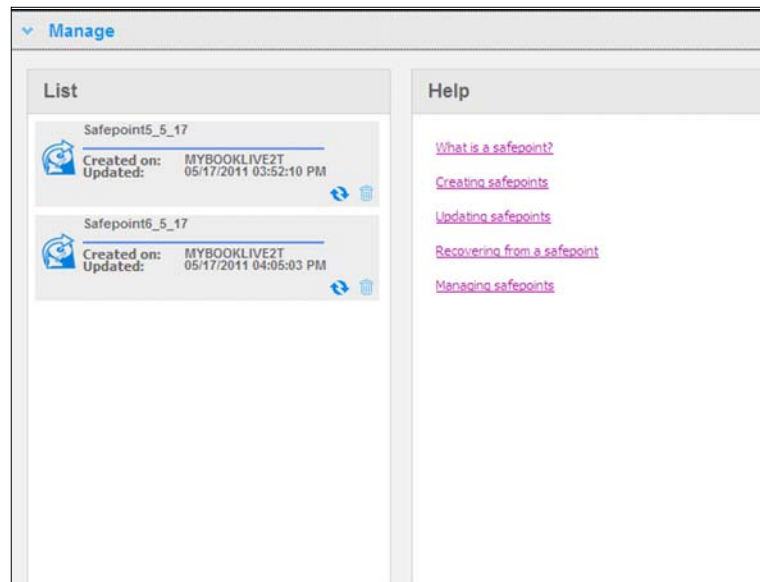 Manage
List
Safepoint5_5_17
Created on: MYBOOKLIVE2T
Updated: 05/17/2011 03:52:10 PM
Safepoint6_5_17
Created on: MYBOOKLIVE2T
Updated: 05/17/2011 04:05:03 PM
Help
What is a safepoint?
Creating safepoints
Updating safepoints
Recovering from a safepoint
Managing safepoints